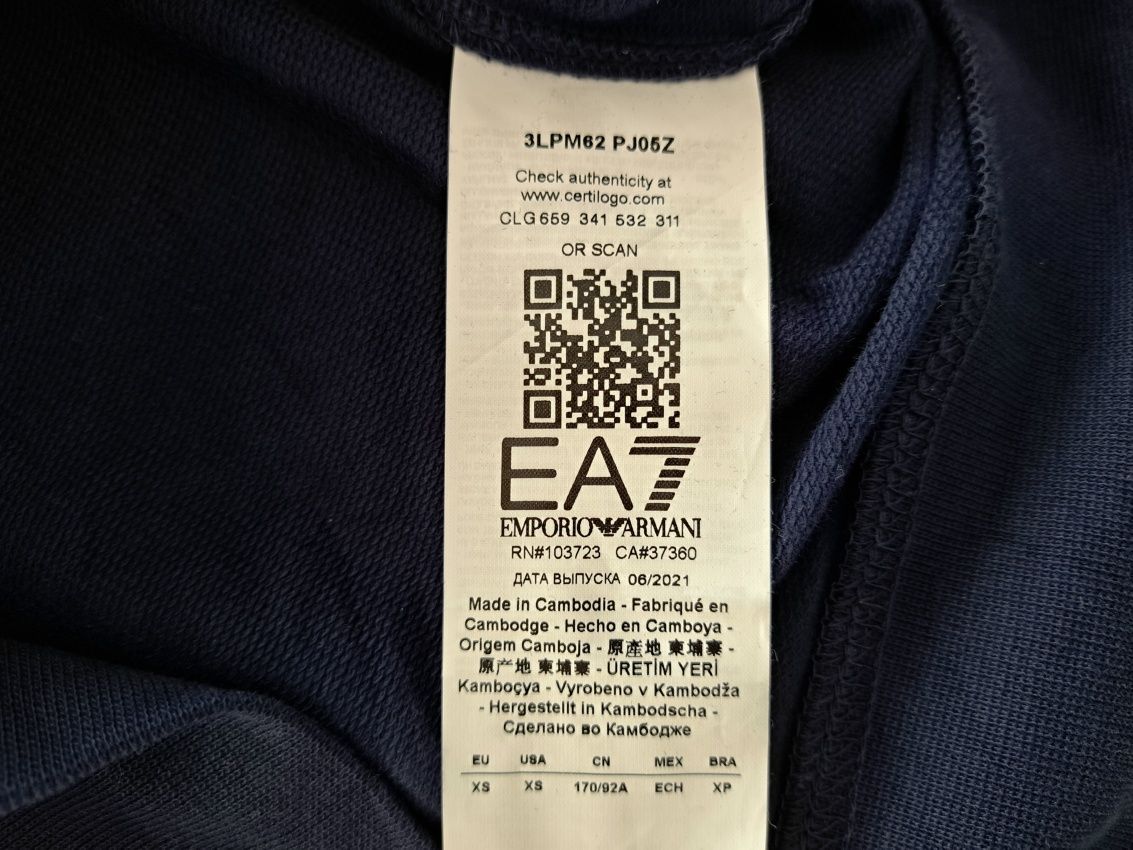 3LPM62 PJ05Z
Check authenticity at
www.certilogo.com
CLG 659 341 532 311
OR SCAN
EA7
EMPORIO ARMANI
RN#103723 CA#37360
ДАТА ВЫПУСКА 06/2021
Made in Cambodia - Fabriqué en
Cambodge - Hecho en Camboya -
Origem Camboja - 原產地 柬埔寨 -
原产地 柬埔寨 - ÜRETİM YERİ
Kamboçya - Vyrobeno v Kambodža
- Hergestellt in Kambodscha -
Сделано во Камбодже
EU USA CN MEX BRA
XS XS 170/92A ECH XP